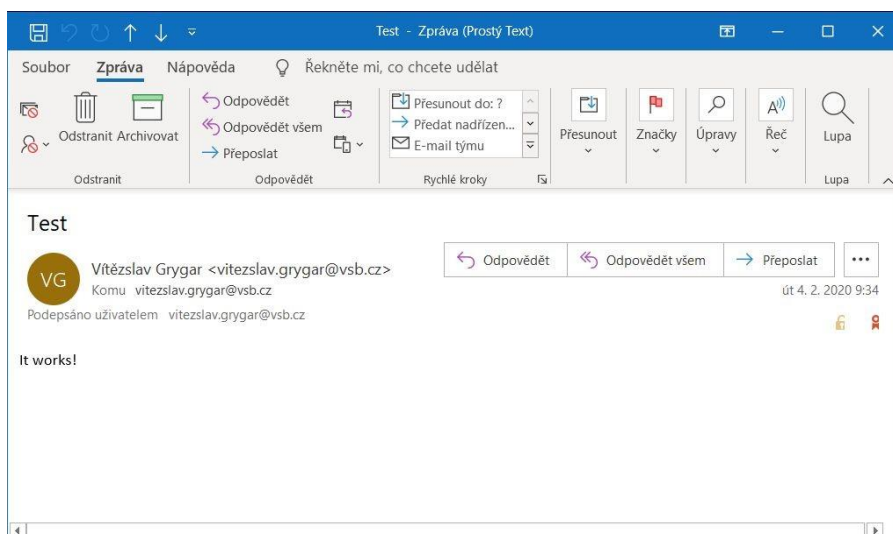 Test - Zpráva (Prostý Text)
Soubor Zpráva Nápověda Řekněte mi, co chcete udělat
Odstranit Archivovat
Odstranit
Odpovědět
Odpovědět všem
Přeposlat
Odpovědět
Přesunout do: ?
Předat nadřízen...
E-mail týmu
Rychlé kroky
Přesunout
Značky
Úpravy
Řeč
Lupa
Lupa
Test
VG
Vítězslav Grygar <vitezslav.grygar@vsb.cz>
Komu vitezslav.grygar@vsb.cz
Podepsáno uživatelem vitezslav.grygar@vsb.cz
Odpovědět Odpovědět všem Přeposlat ...
út 4. 2. 2020 9:34
It works!